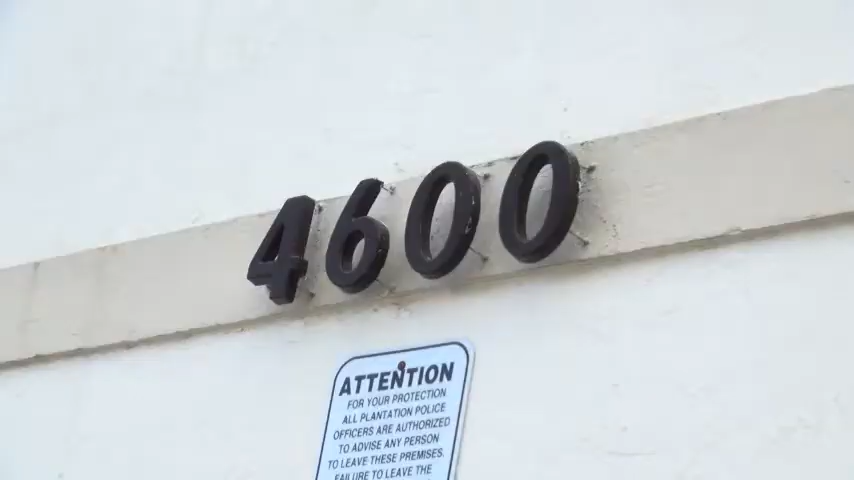 4600
ATTENTION
FOR YOUR PROTECTION
ALL PLANTATION POLICE
OFFICERS ARE AUTHORIZED
TO ADVISE ANY PERSON
TO LEAVE THESE PREMISES.
FAILURE TO LEAVE THE